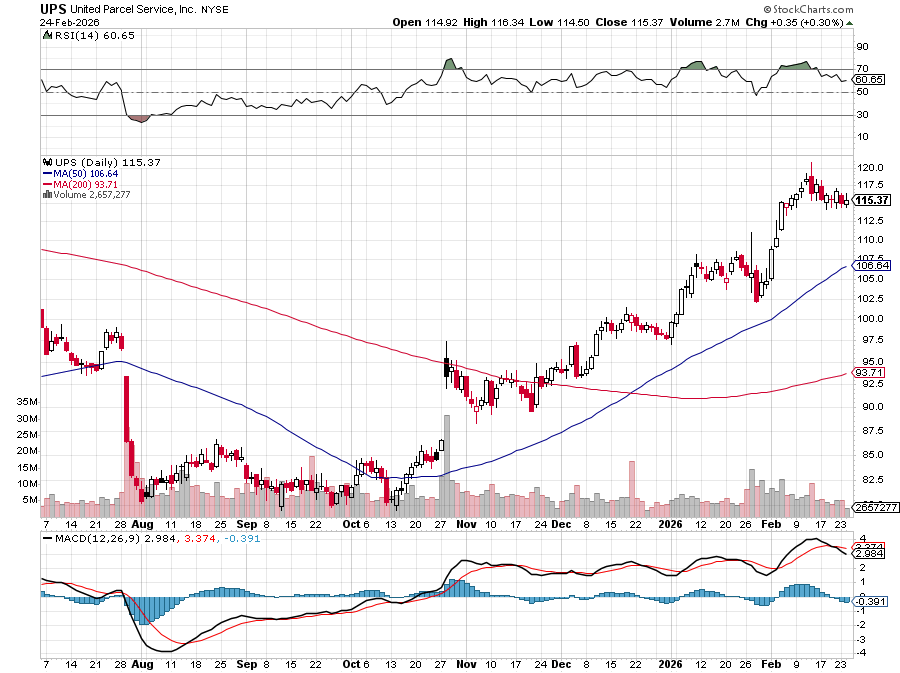 UPS United Parcel Service, Inc. NYSE © StockCharts.com
24-Feb-2026 Open 114.92 High 116.34 Low 114.50 Close 115.37 Volume 2.7M Chg +0.35 (+0.30%)
RSI(14) 60.65
90
70
60.65
50
30
10
UPS (Daily) 115.37
MA(50) 106.64
MA(200) 93.71
Volume 2,657,277
120.0
117.5
115.37
112.5
110.0
107.5
106.64
105.0
102.5
100.0
97.5
95.0
93.71
92.5
90.0
87.5
85.0
82.5
2657277
35M
30M
25M
20M
15M
10M
5M
7 14 21 28 Aug 11 18 25 Sep 8 15 22 Oct 6 13 20 27 Nov 10 17 24 Dec 8 15 22 2026 12 20 26 Feb 9 17 23
MACD(12,26,9) 2.984, 3.374, -0.391
4
3.374
2.984
2
1
0
-0.391
-1
-2
-3
-4
7 14 21 28 Aug 11 18 25 Sep 8 15 22 Oct 6 13 20 27 Nov 10 17 24 Dec 8 15 22 2026 12 20 26 Feb 9 17 23